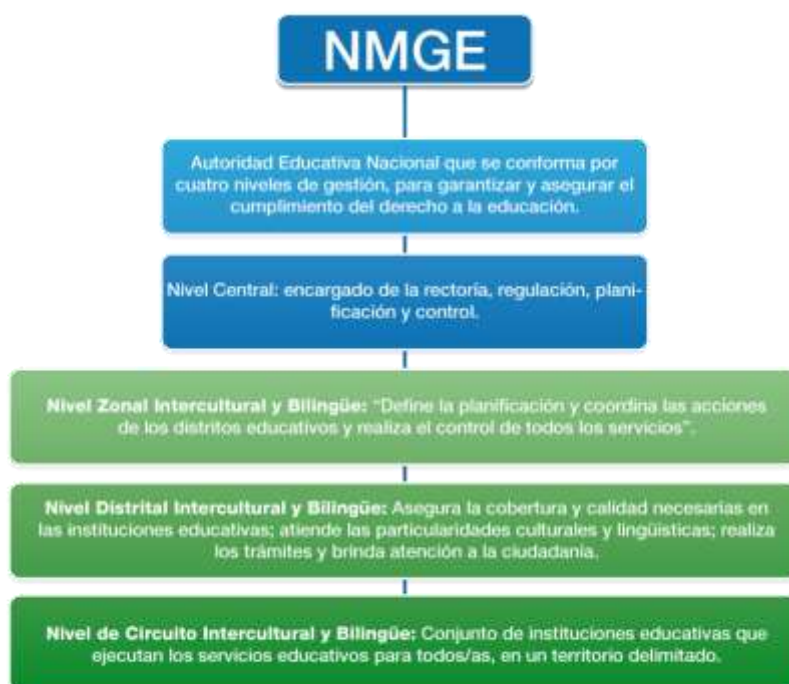 NMGE
Autoridad Educativa Nacional que se conforma por
cuatro niveles de gestión, para garantizar y asegurar el
cumplimiento del derecho a la educación.
Nivel Central: encargado de la rectoría, regulación, plani-
ficación y control.
Nivel Zonal Intercultural y Bilingüe: “Define la planificación y coordina las acciones
de los distritos educativos y realiza el control de todos los servicios”.
Nivel Distrital Intercultural y Bilingüe: Asegura la cobertura y calidad necesarias en
las instituciones educativas; atiende las particularidades culturales y lingüísticas; realiza
los trámites y brinda atención a la ciudadanía.
Nivel de Circuito Intercultural y Bilingüe: Conjunto de instituciones educativas que
ejecutan los servicios educativos para todos/as, en un territorio delimitado.